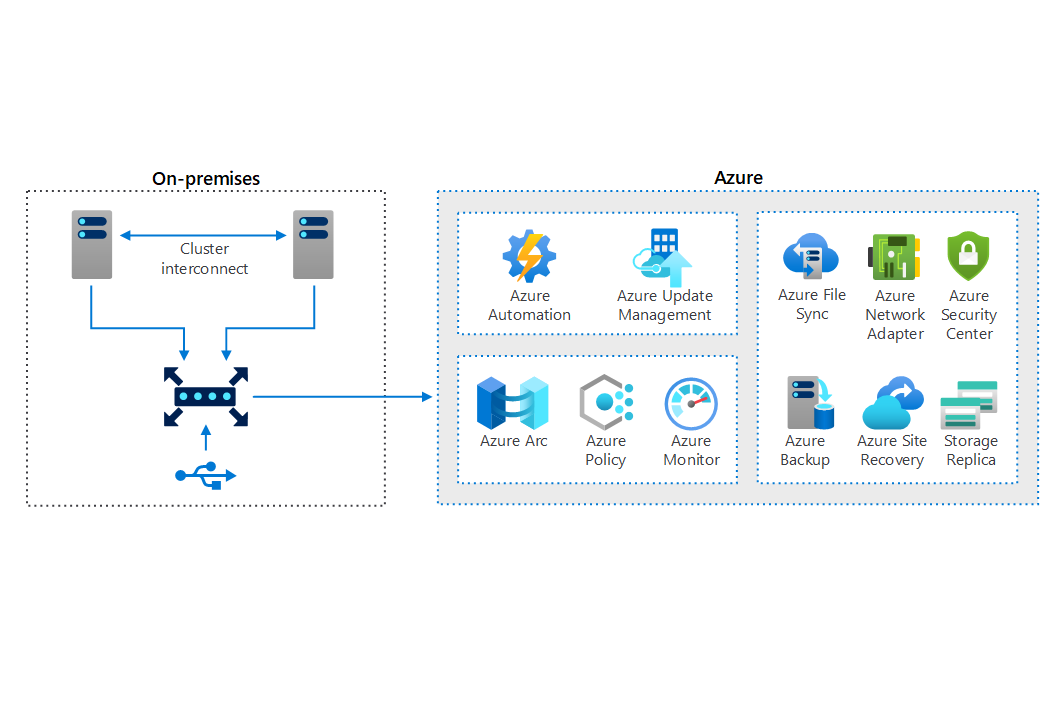 On-premises
Cluster
interconnect
Azure
Azure
Automation
Azure Update
Management
Azure Arc
Azure
Policy
Azure
Monitor
Azure File
Sync
Azure
Network
Adapter
Azure
Security
Center
Azure
Backup
Azure Site
Recovery
Storage
Replica